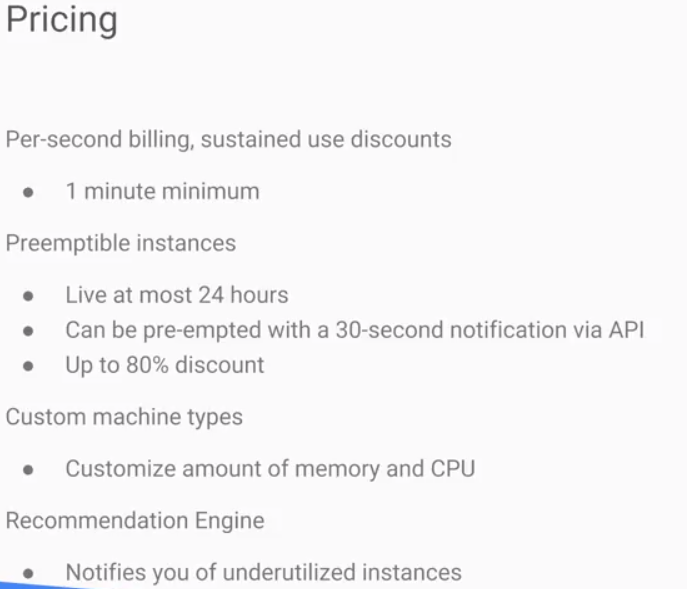 Pricing
Per-second billing, sustained use discounts
● 1 minute minimum
Preemptible instances
● Live at most 24 hours
● Can be pre-empted with a 30-second notification via API
● Up to 80% discount
Custom machine types
● Customize amount of memory and CPU
Recommendation Engine
● Notifies you of underutilized instances